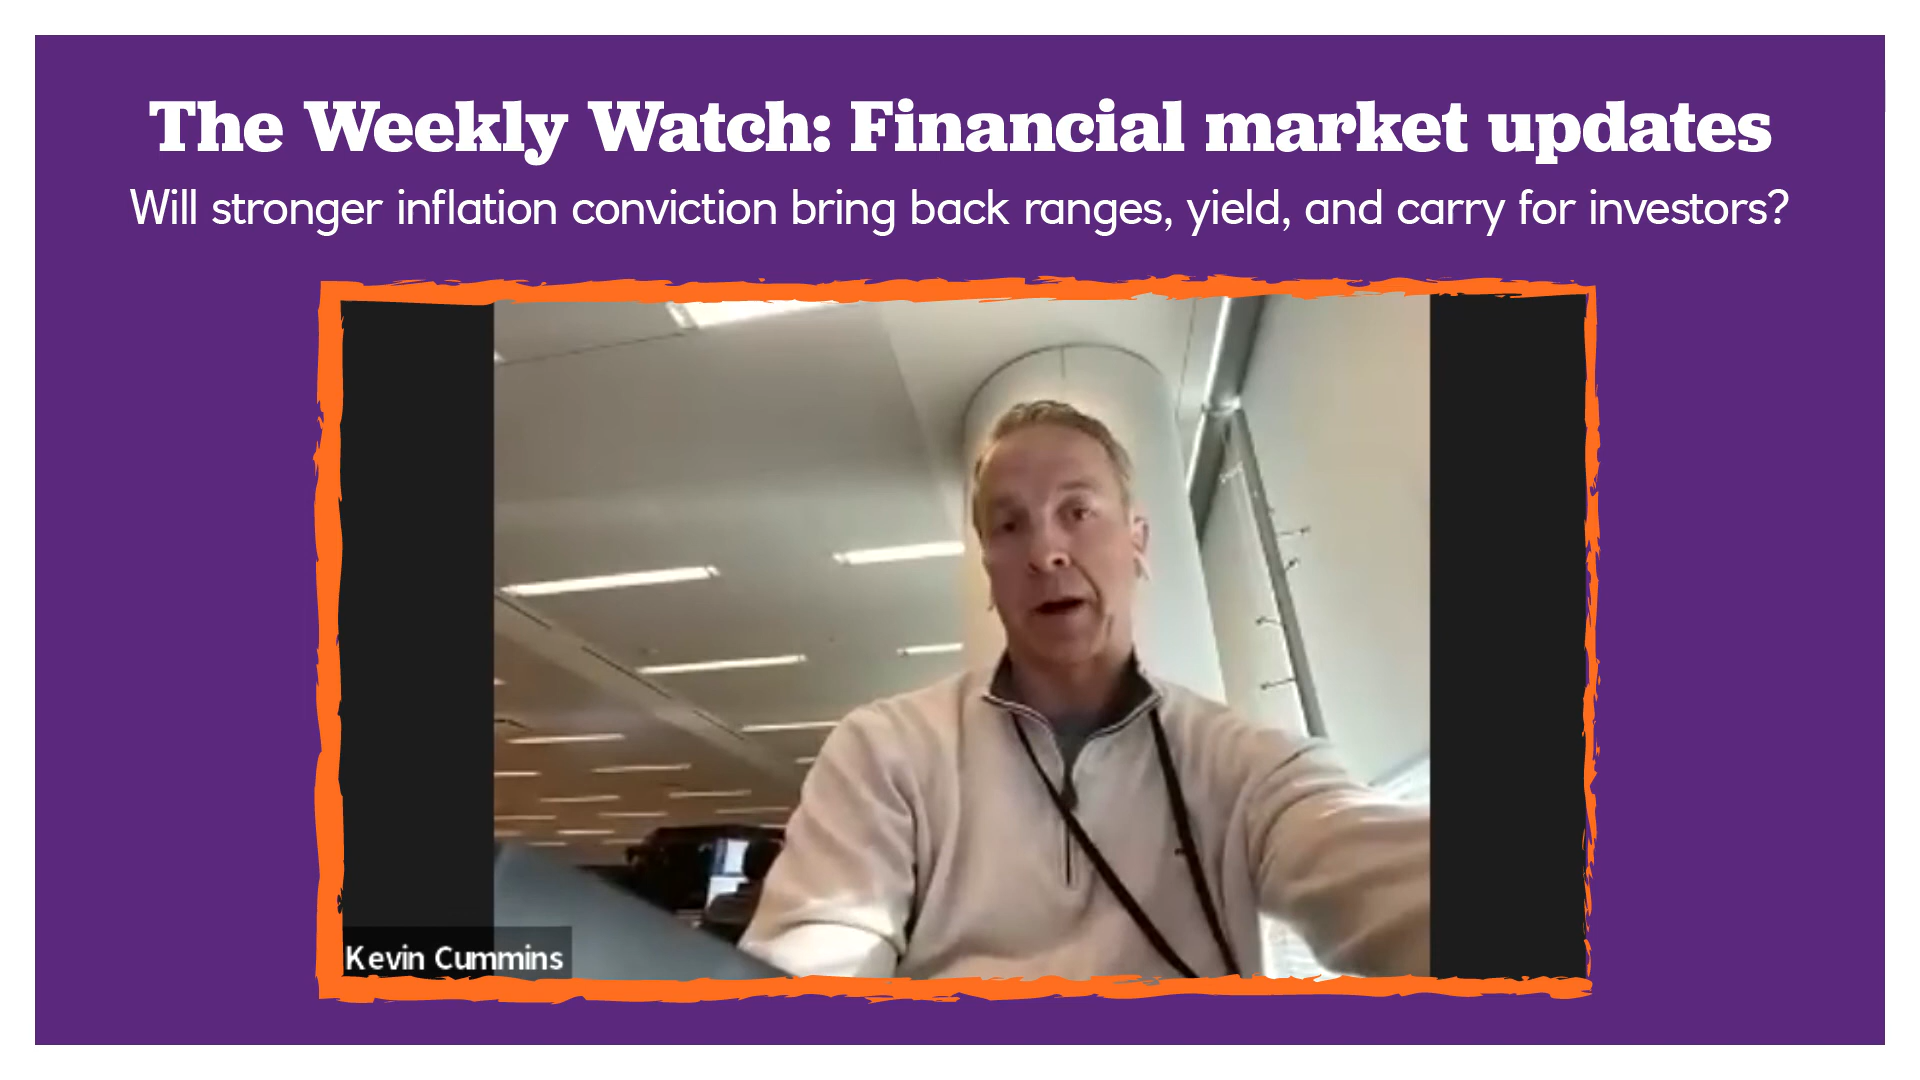 The Weekly Watch: Financial market updates
Will stronger inflation conviction bring back ranges, yield, and carry for investors?
Kevin Cummins